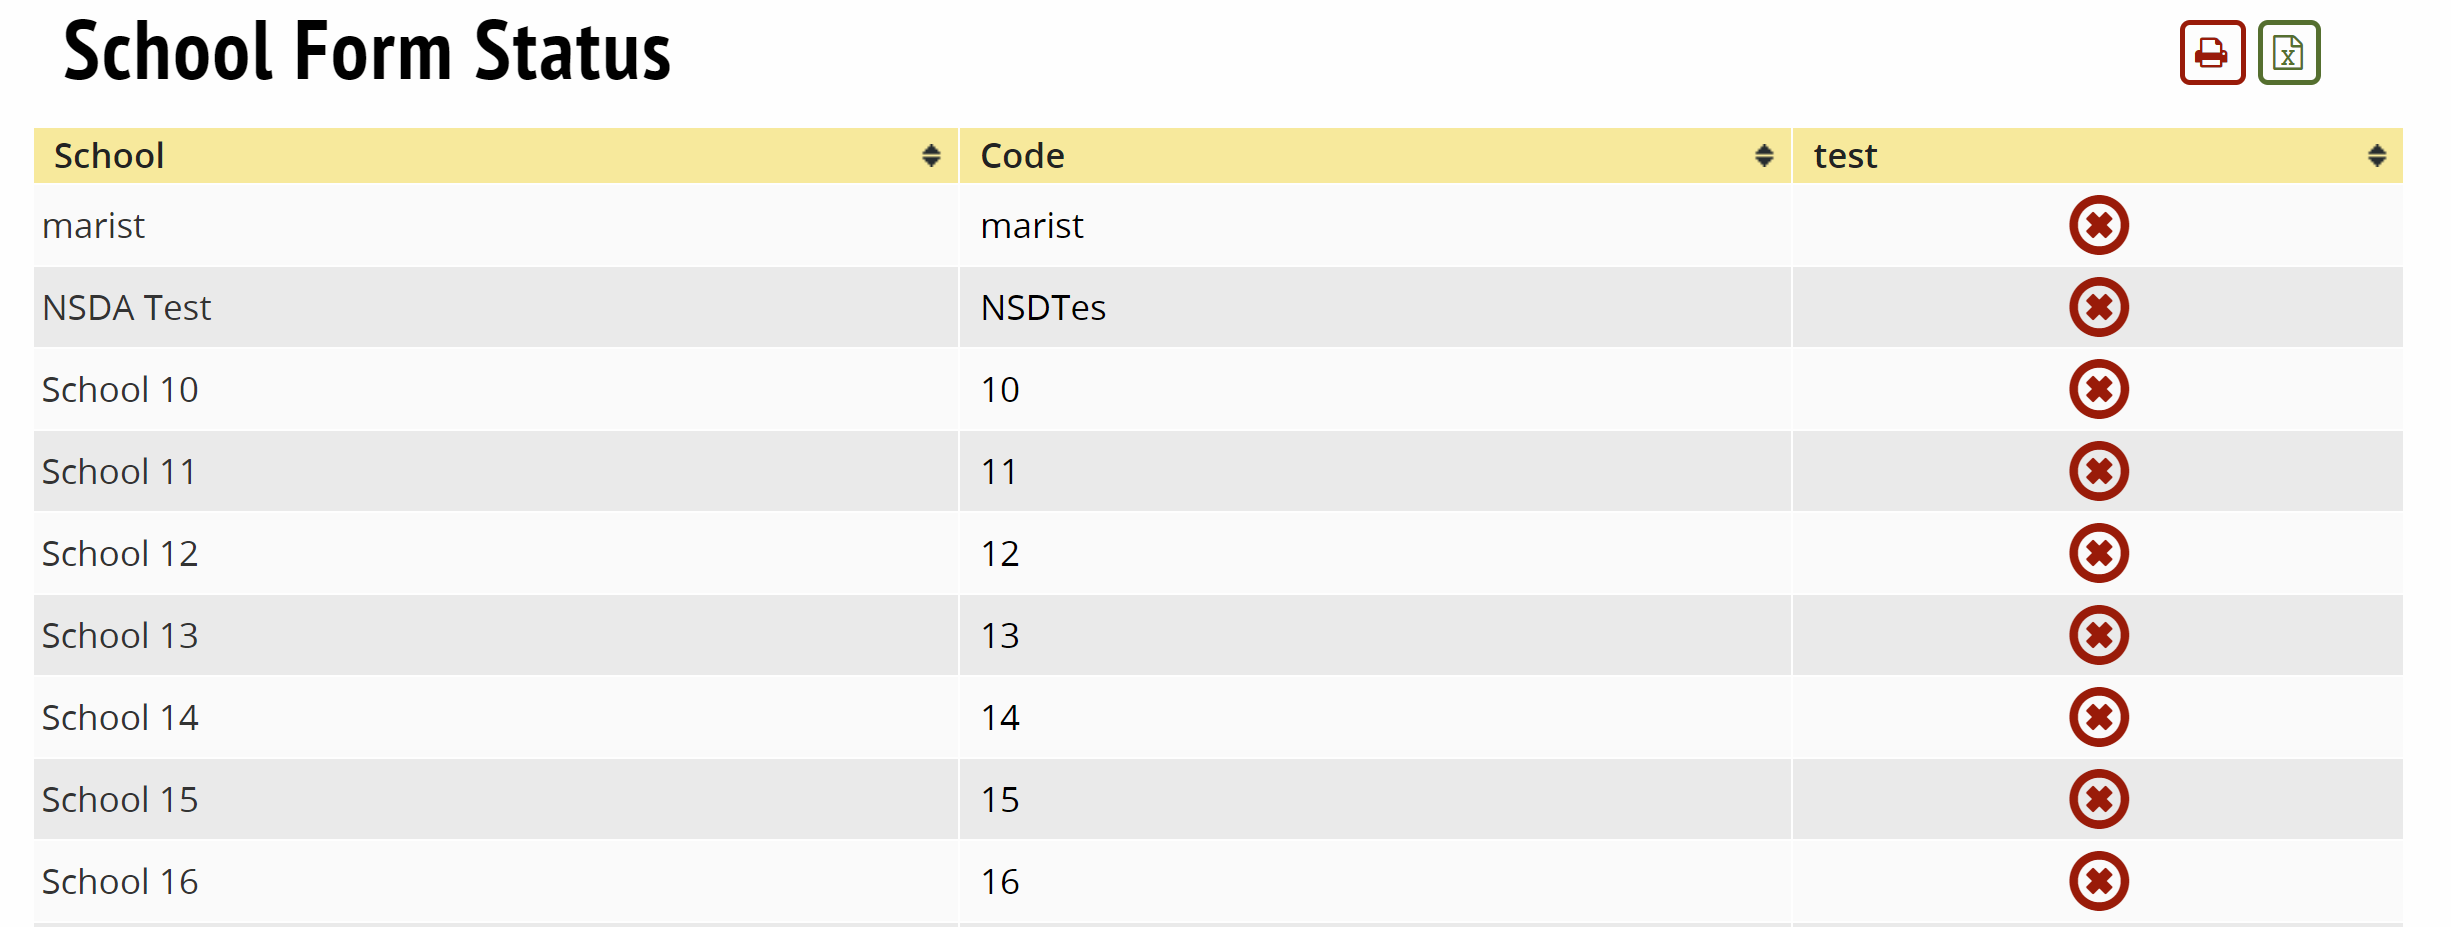 School Form Status
School Code test
marist marist
NSDA Test NSDTes
School 10 10
School 11 11
School 12 12
School 13 13
School 14 14
School 15 15
School 16 16